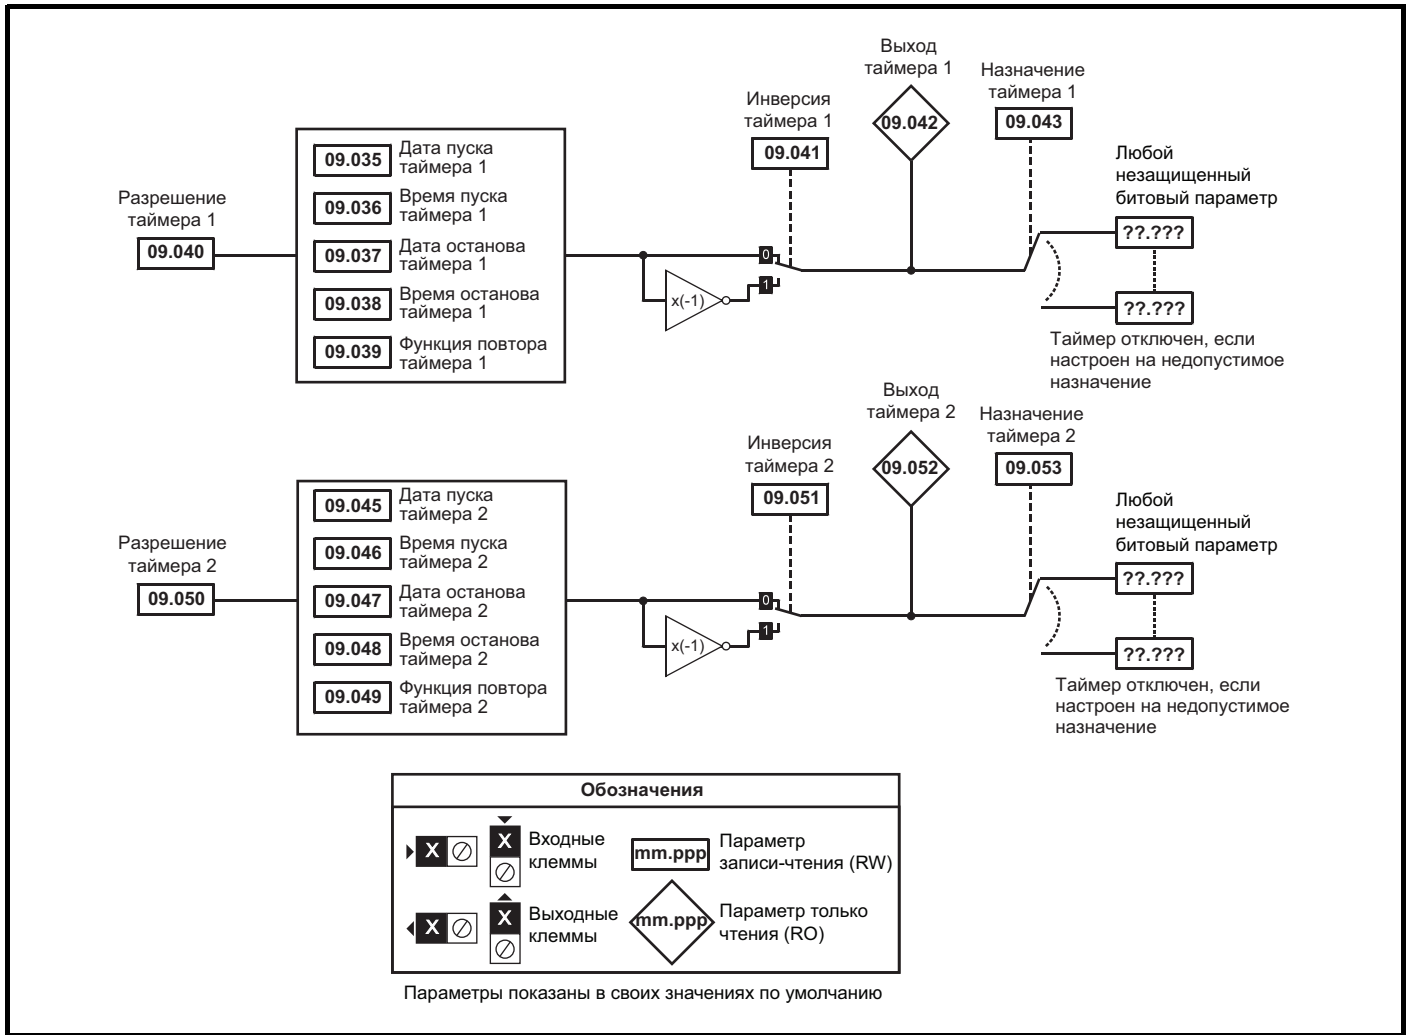 Выход
таймера 1
Назначение
таймера 1
09.042
09.043
Инверсия
таймера 1
09.041
Любой
незащищенный
битовый параметр
??.???
??.???
Таймер отключен, если
настроен на недопустимое
назначение
Разрешение
таймера 1
09.040
09.035
Дата пуска
таймера 1
09.036
Время пуска
таймера 1
09.037
Дата останова
таймера 1
09.038
Время останова
таймера 1
09.039
Функция повтора
таймера 1
0
1
x(-1)
Выход
таймера 2
Назначение
таймера 2
09.052
09.053
Инверсия
таймера 2
09.051
Любой
незащищенный
битовый параметр
??.???
??.???
Таймер отключен, если
настроен на недопустимое
назначение
Разрешение
таймера 2
09.050
09.045
Дата пуска
таймера 2
09.046
Время пуска
таймера 2
09.047
Дата останова
таймера 2
09.048
Время останова
таймера 2
09.049
Функция повтора
таймера 2
0
1
x(-1)
Обозначения
X
X
Входные
клеммы
mm.ppp
Параметр
записи-чтения (RW)
X
X
Выходные
клеммы
mm.ppp
Параметр только
чтения (RO)
Параметры показаны в своих значениях по умолчанию